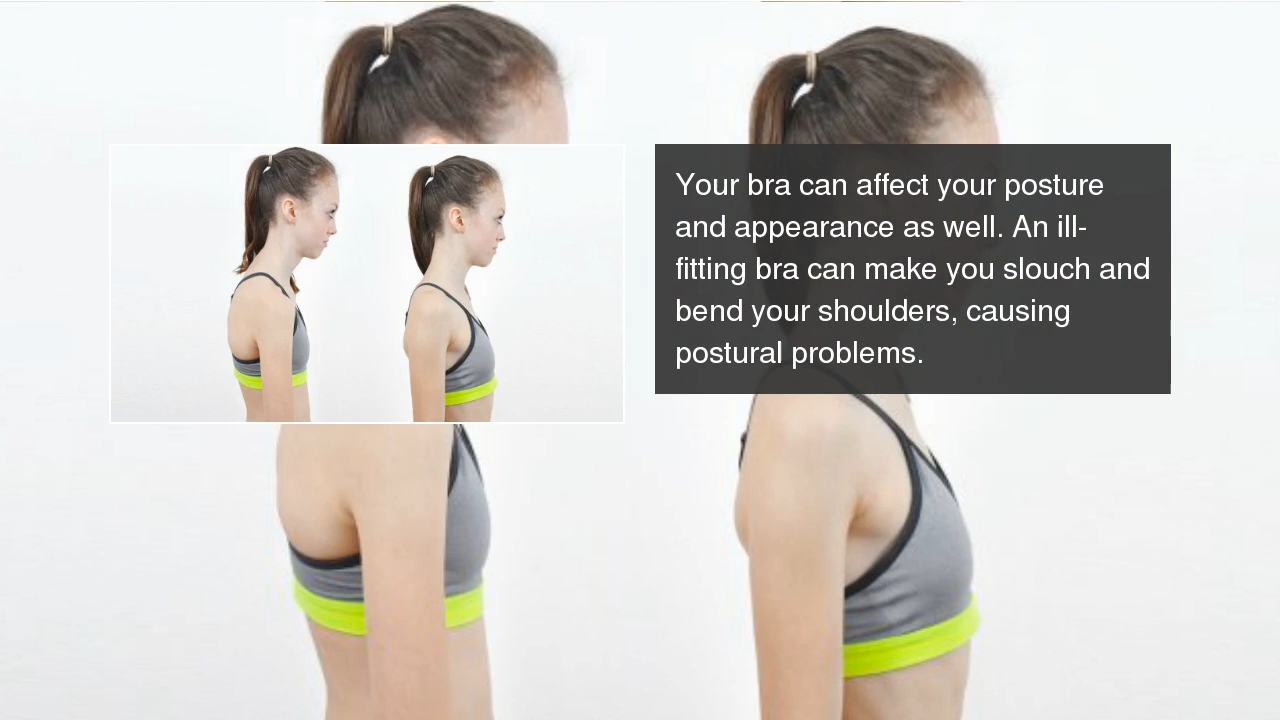 Your bra can affect your posture
and appearance as well. An ill-
fitting bra can make you slouch and
bend your shoulders, causing
postural problems.